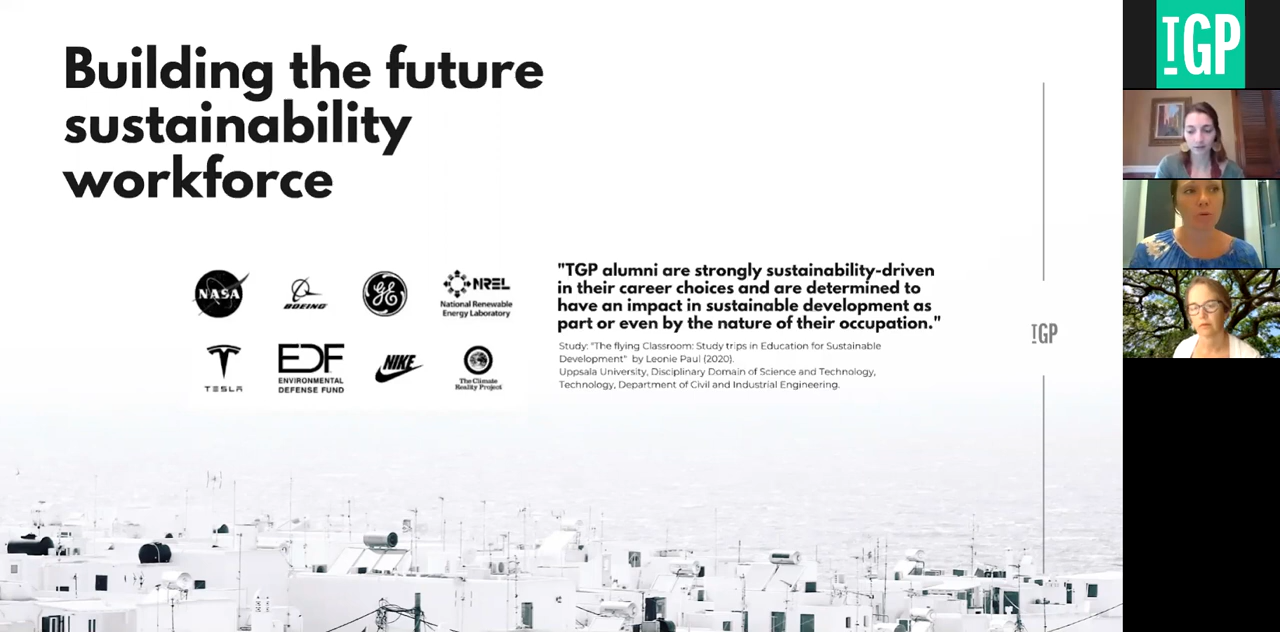 Building the future
sustainability
workforce
NASA
BOEING
GE
NREL
National Renewable
Energy Laboratory
TESLA
EDF
ENVIRONMENTAL
DEFENSE FUND
NIKE
The Climate
Reality Project
"TGP alumni are strongly sustainability-driven
in their career choices and are determined to
have an impact in sustainable development as
part or even by the nature of their occupation."
Study: "The flying Classroom: Study trips in Education for Sustainable
Development" by Leonie Paul (2020).
Uppsala University, Disciplinary Domain of Science and Technology,
Technology, Department of Civil and Industrial Engineering.
TGP
TGP